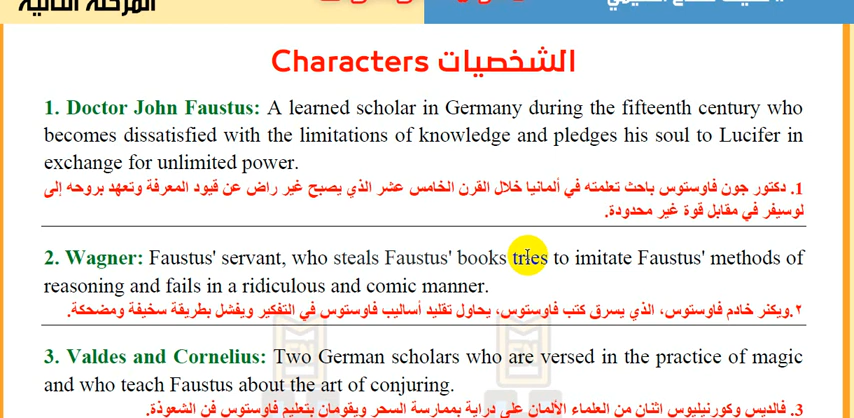 المرحلة الثانية
Characters الشخصيات
1. Doctor John Faustus: A learned scholar in Germany during the fifteenth century who
becomes dissatisfied with the limitations of knowledge and pledges his soul to Lucifer in
exchange for unlimited power.
1. دكتور جون فاوستوس باحث تعلمته في ألمانيا خلال القرن الخامس عشر الذي يصبح غير راض عن قيود المعرفة وتعهد بروحه إلى
لوسيفر في مقابل قوة غير محدودة.
2. Wagner: Faustus' servant, who steals Faustus' books tries to imitate Faustus' methods of
reasoning and fails in a ridiculous and comic manner.
٢.ويكنر خادم فاوستوس، الذي يسرق كتب فاوستوس، يحاول تقليد أساليب فاوستوس في التفكير ويفشل بطريقة سخيفة ومضحكة.
3. Valdes and Cornelius: Two German scholars who are versed in the practice of magic
and who teach Faustus about the art of conjuring.
3. فالديس وكورنيليوس اثنان من العلماء الألمان على دراية بممارسة السحر ويقومان بتعليم فاوستوس فن الشعوذة.